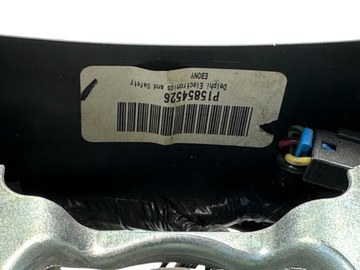 P15854526
Delphi Electronics and Safety
EBONY